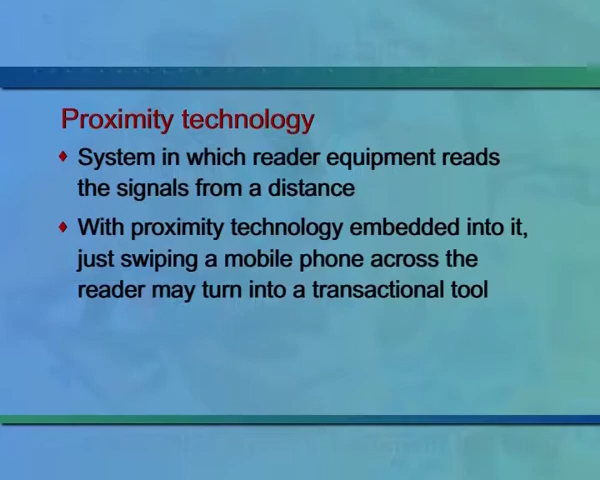 Proximity technology
System in which reader equipment reads
the signals from a distance
With proximity technology embedded into it,
just swiping a mobile phone across the
reader may turn into a transactional tool